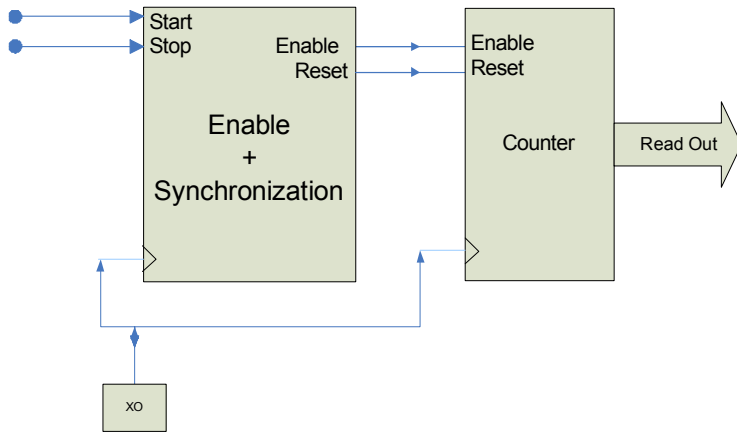 Start
Stop
Enable
Reset
Enable
+
Synchronization
Enable
Reset
Counter
Read Out
XO